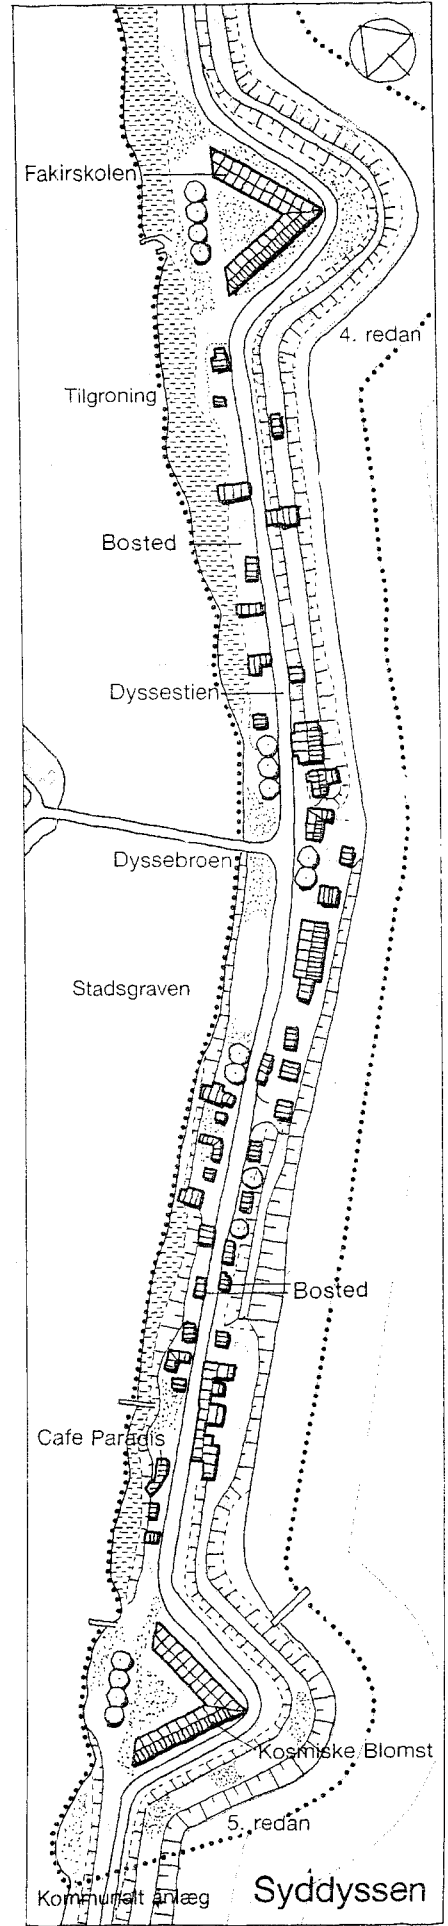 Fakirskolen
4. redan
Tilgroning
Bosted
Dyssestien
Dyssebroen
Stadsgraven
Bosted
Cafe Paradis
Kosmiske Blomst
5. redan
Kommunalt anlæg
Syddyssen